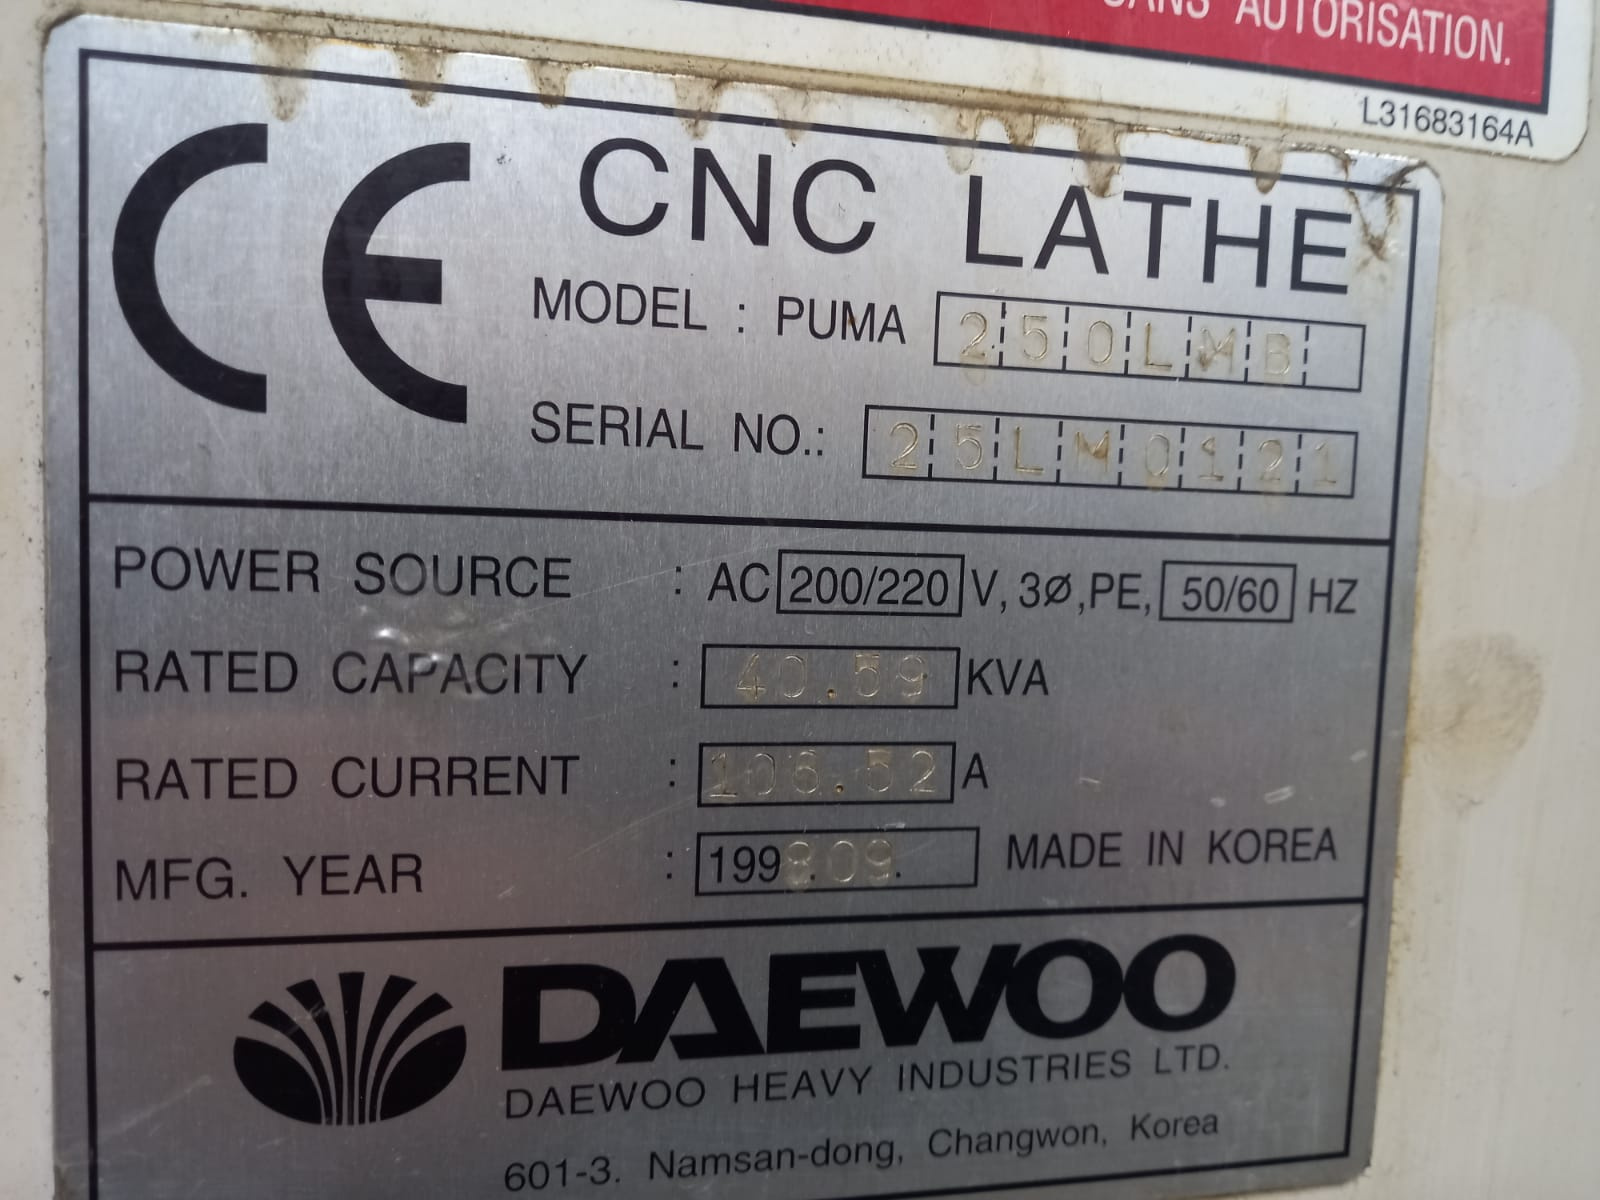 SANS AUTORISATION.
L31683164A
CE CNC LATHE
MODEL : PUMA 250LMB
SERIAL NO.: 25LM0121
POWER SOURCE : AC 200/220 V, 3Ø, PE, 50/60 HZ
RATED CAPACITY : 40.59 KVA
RATED CURRENT : 106.52 A
MFG. YEAR : 1998.09. MADE IN KOREA
DAEWOO
DAEWOO HEAVY INDUSTRIES LTD.
601-3. Namsan-dong, Changwon, Korea